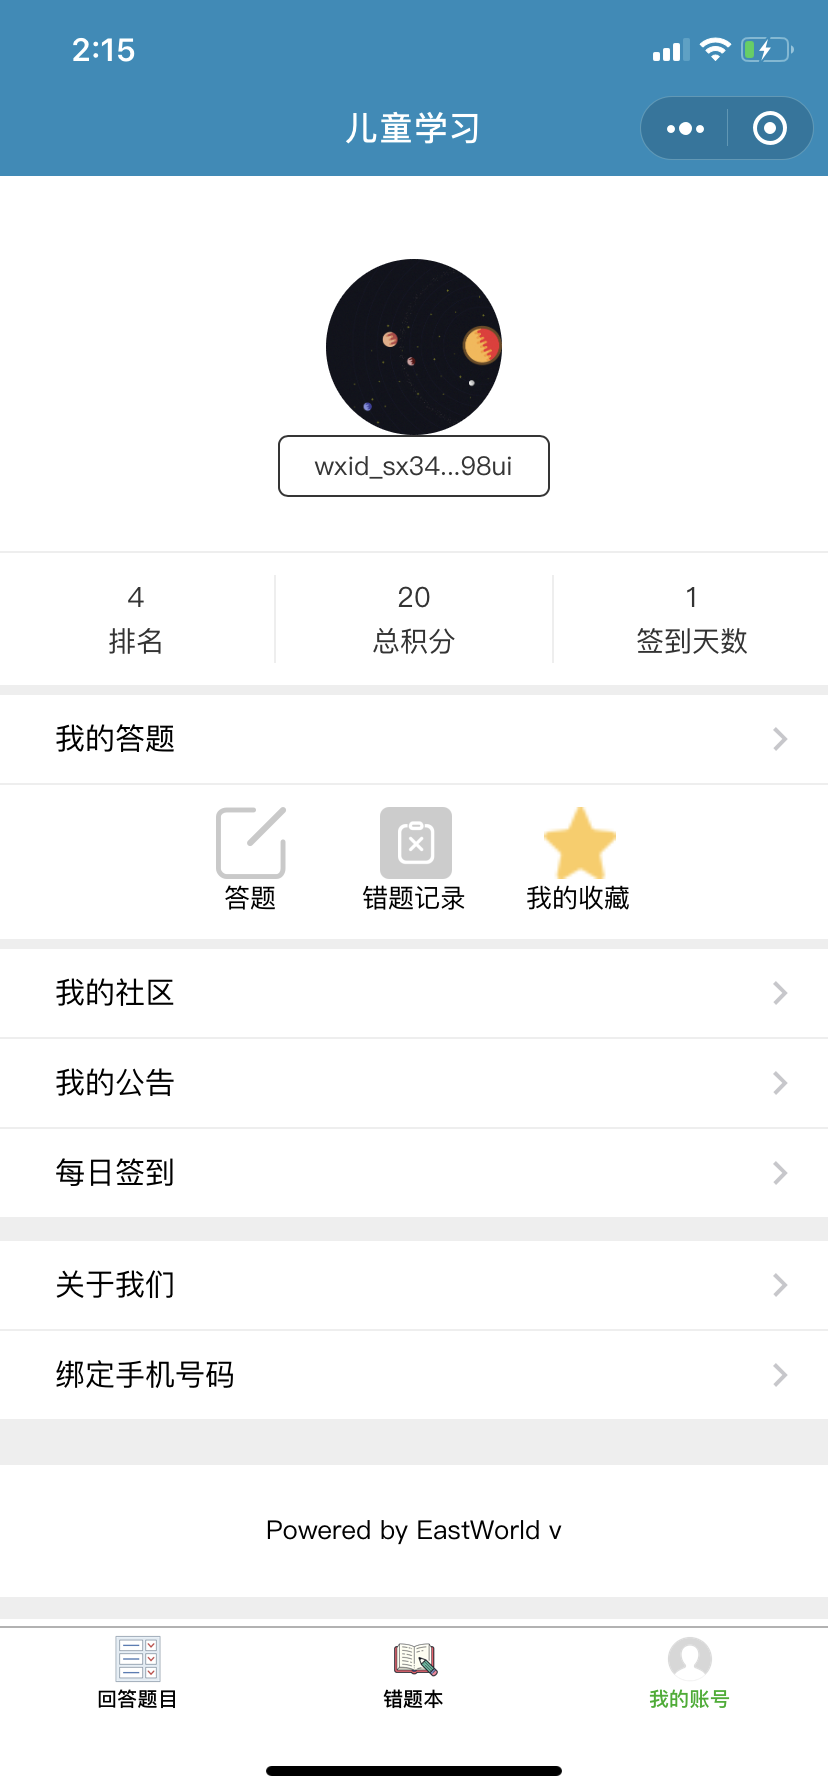 2:15
儿童学习
wxid_sx34...98ui
4
排名
20
总积分
1
签到天数
我的答题
答题
错题记录
我的收藏
我的社区
我的公告
每日签到
关于我们
绑定手机号码
Powered by EastWorld v
回答题目
错题本
我的账号